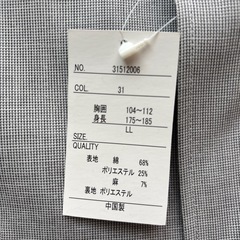 NO. 31512006
COL. 31
胸囲 104～112
身長 175～185
LL
SIZE.
QUALITY
表地 綿 68%
ポリエステル 25%
麻 7%
裏地 ポリエステル
中国製